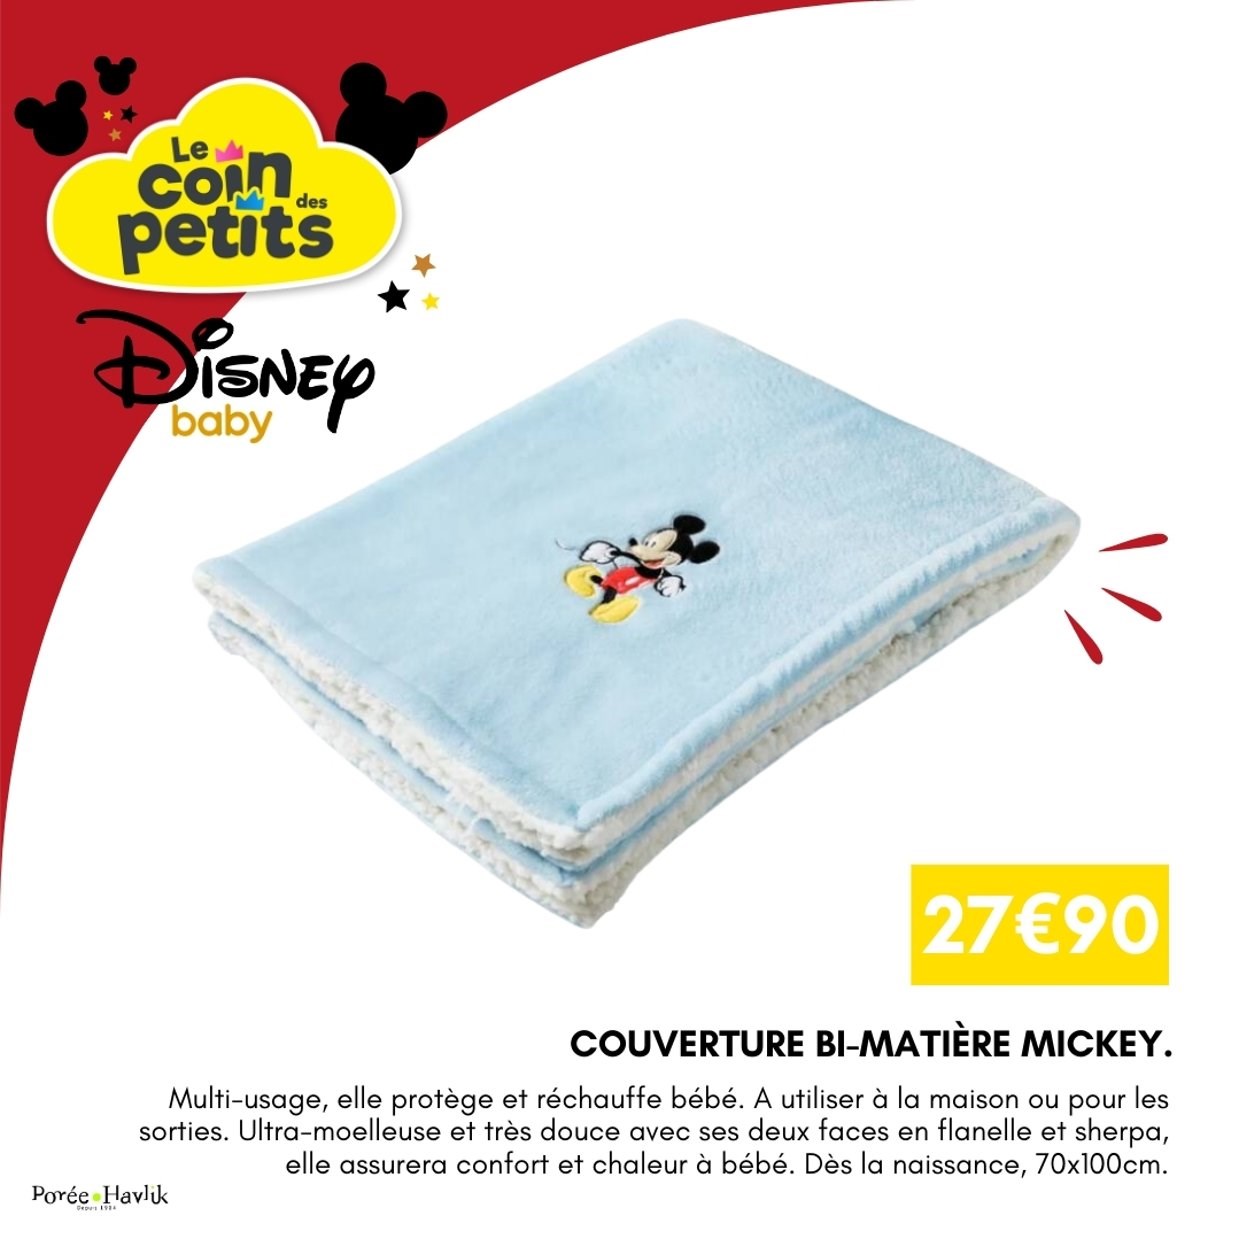 Le
coin
des
petits
Disney
baby
27€90
COUVERTURE BI-MATIÈRE MICKEY.
Multi-usage, elle protège et réchauffe bébé. A utiliser à la maison ou pour les
sorties. Ultra-moelleuse et très douce avec ses deux faces en flanelle et sherpa,
elle assurera confort et chaleur à bébé. Dès la naissance, 70x100cm.
Porée•Havlik
Depuis 1984